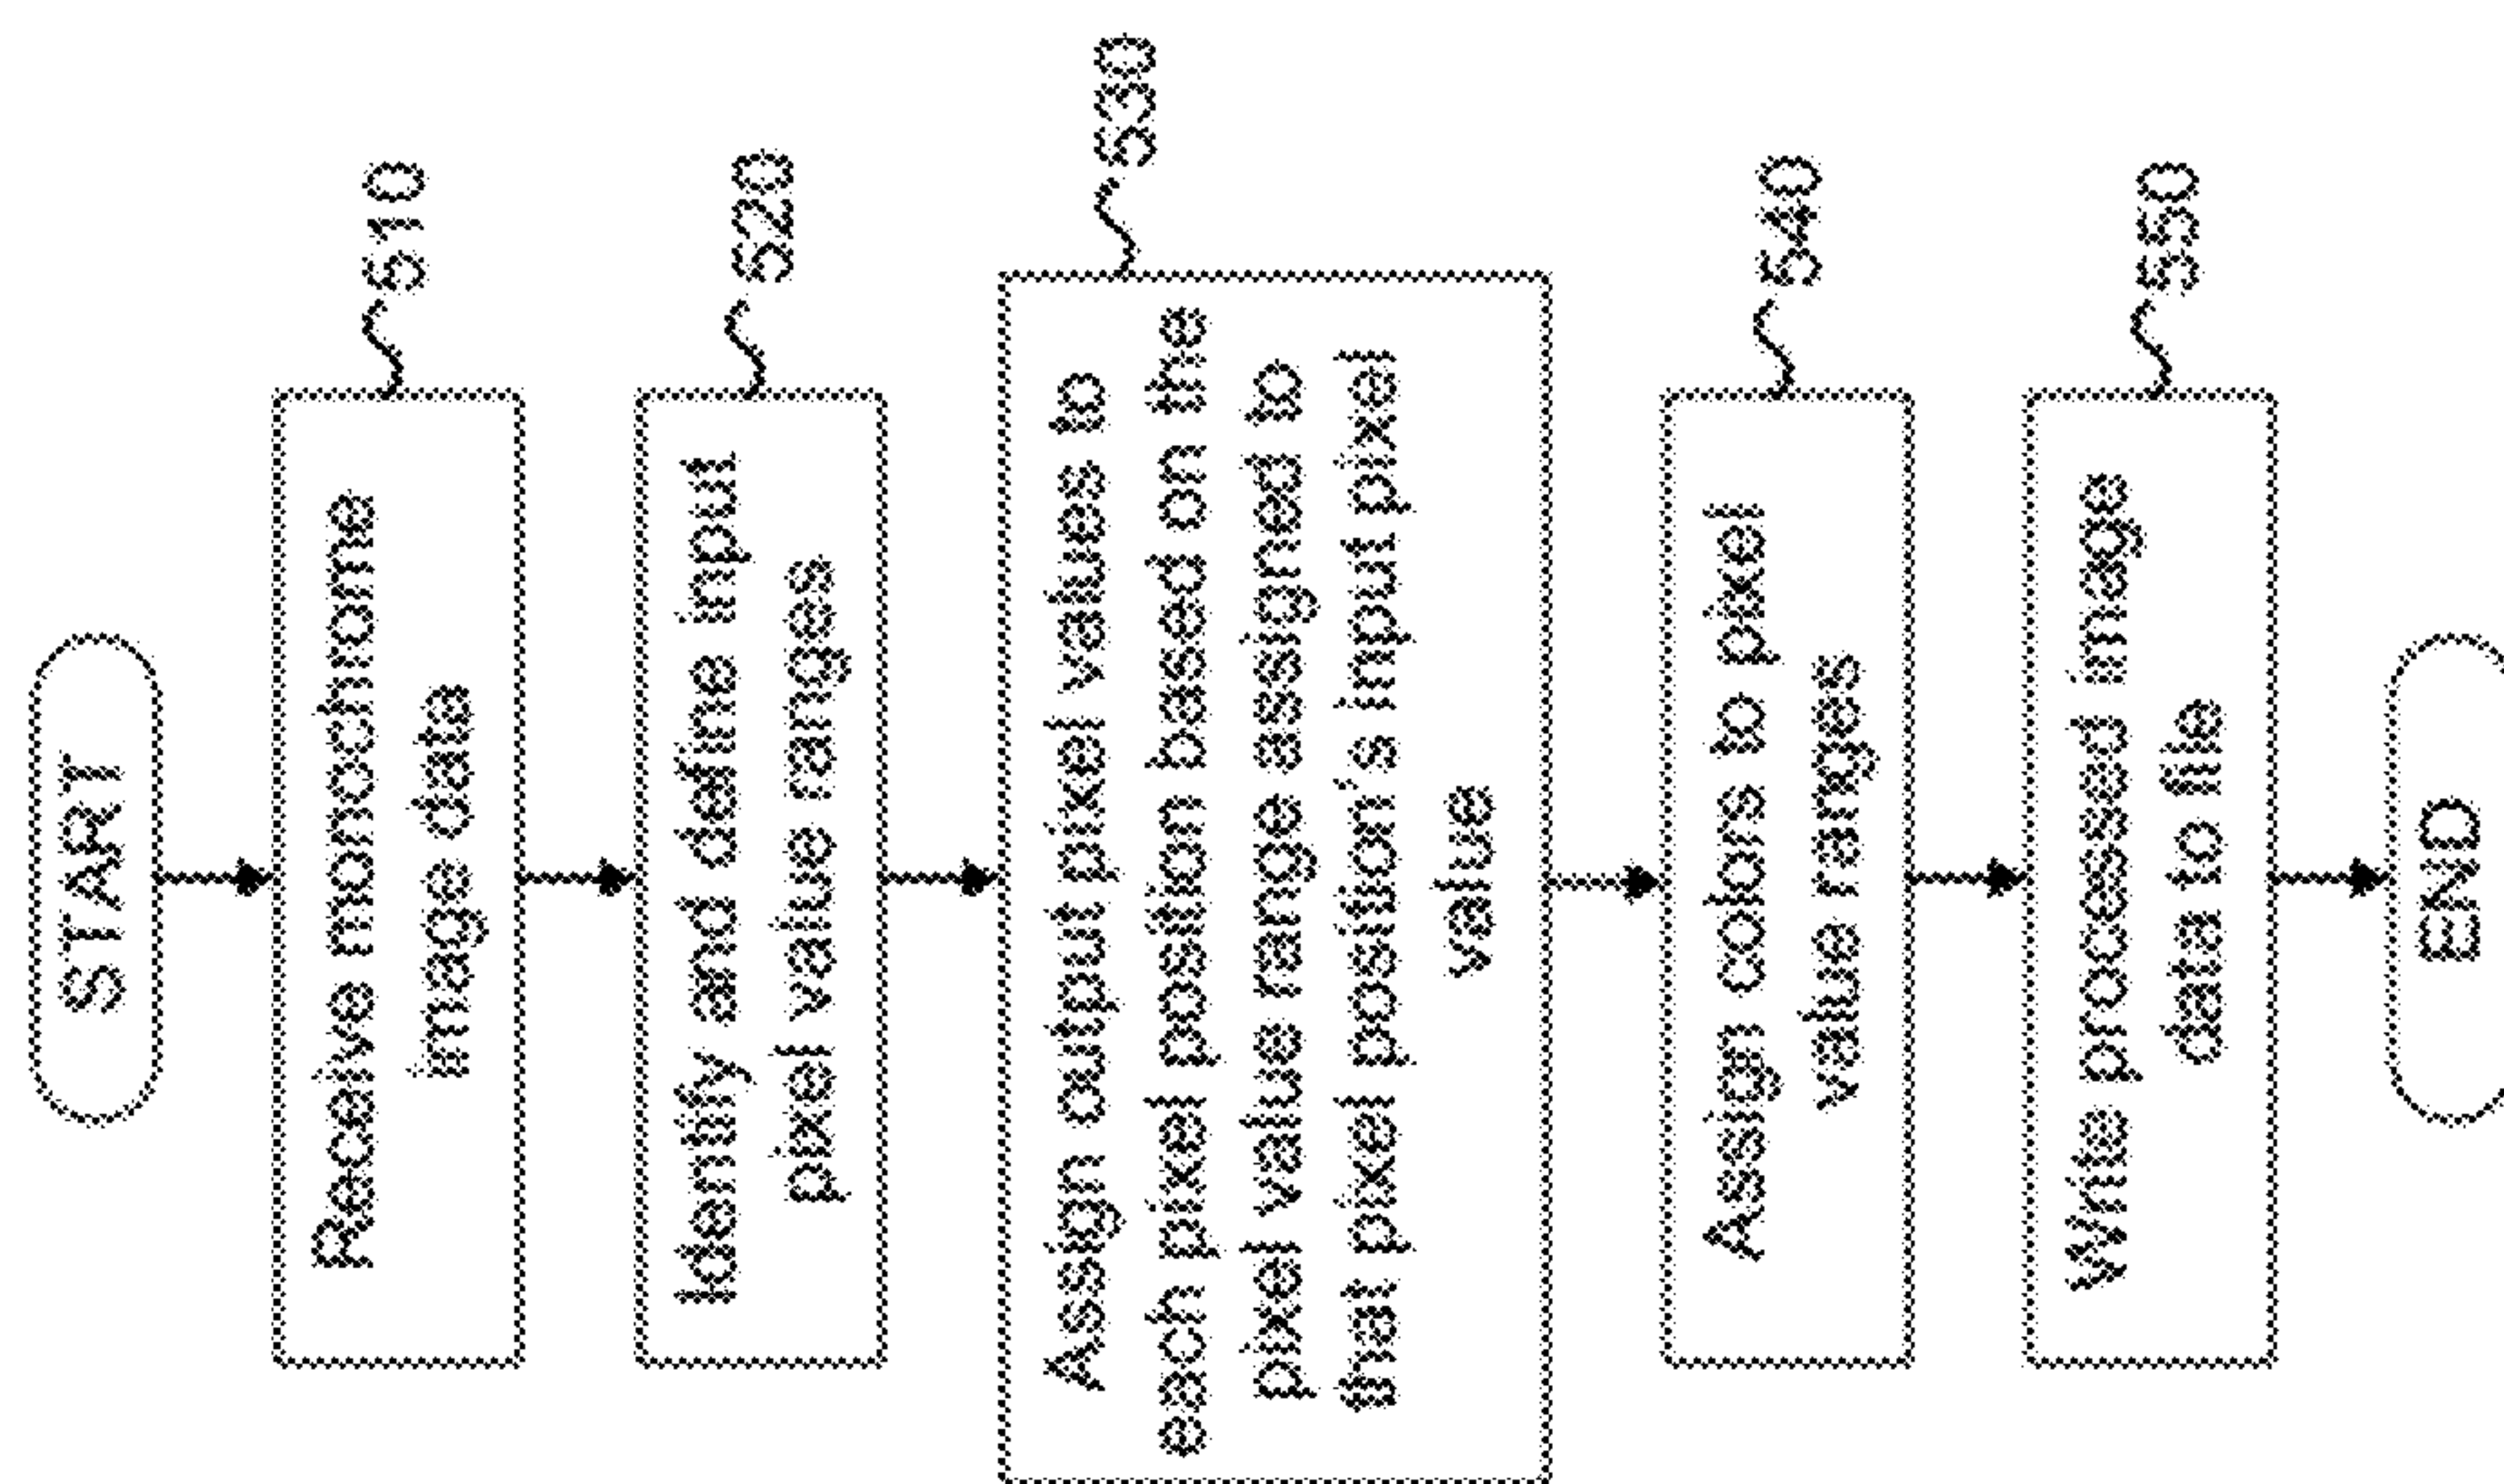 START
Receive monochrome
image data
510
Identify and define input
pixel value ranges
520
Assign output pixel values to
each pixel position based on the
pixel value range assigned to
that pixel position's input pixel
value
530
Assign colors to pixel
value ranges
540
Write processed image
data to file
550
END